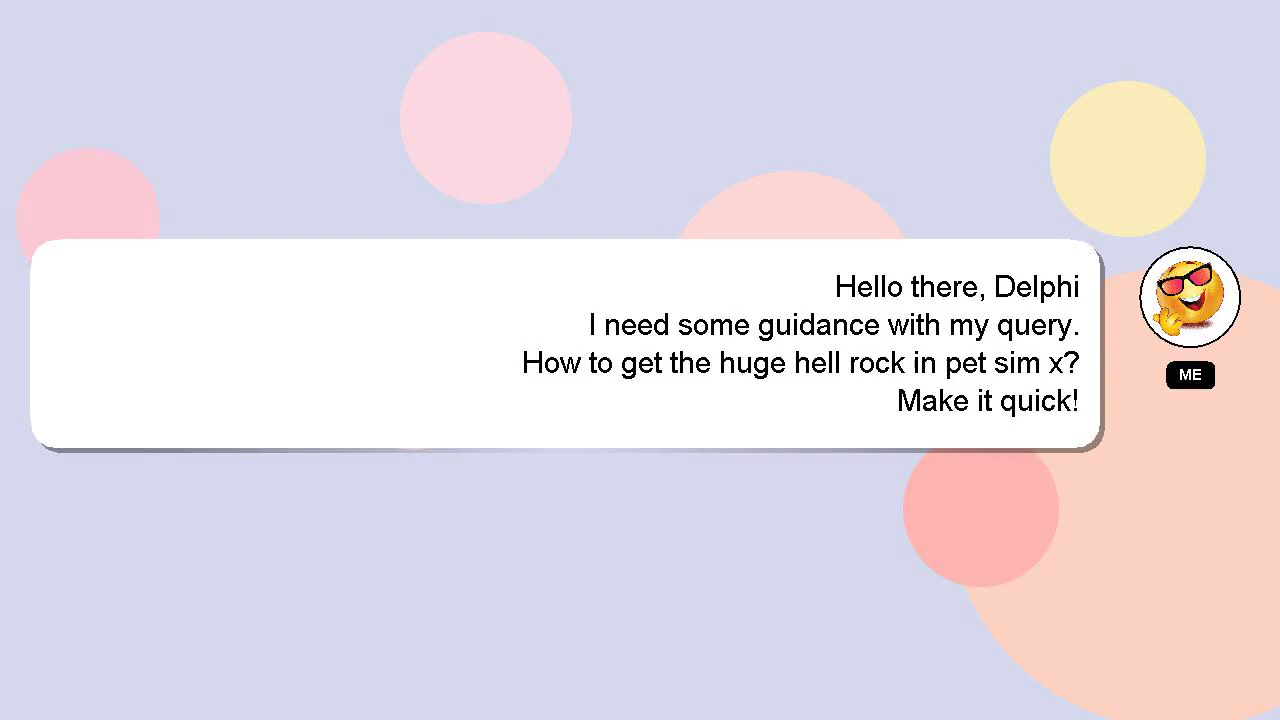 Hello there, Delphi
I need some guidance with my query.
How to get the huge hell rock in pet sim x?
Make it quick!
ME